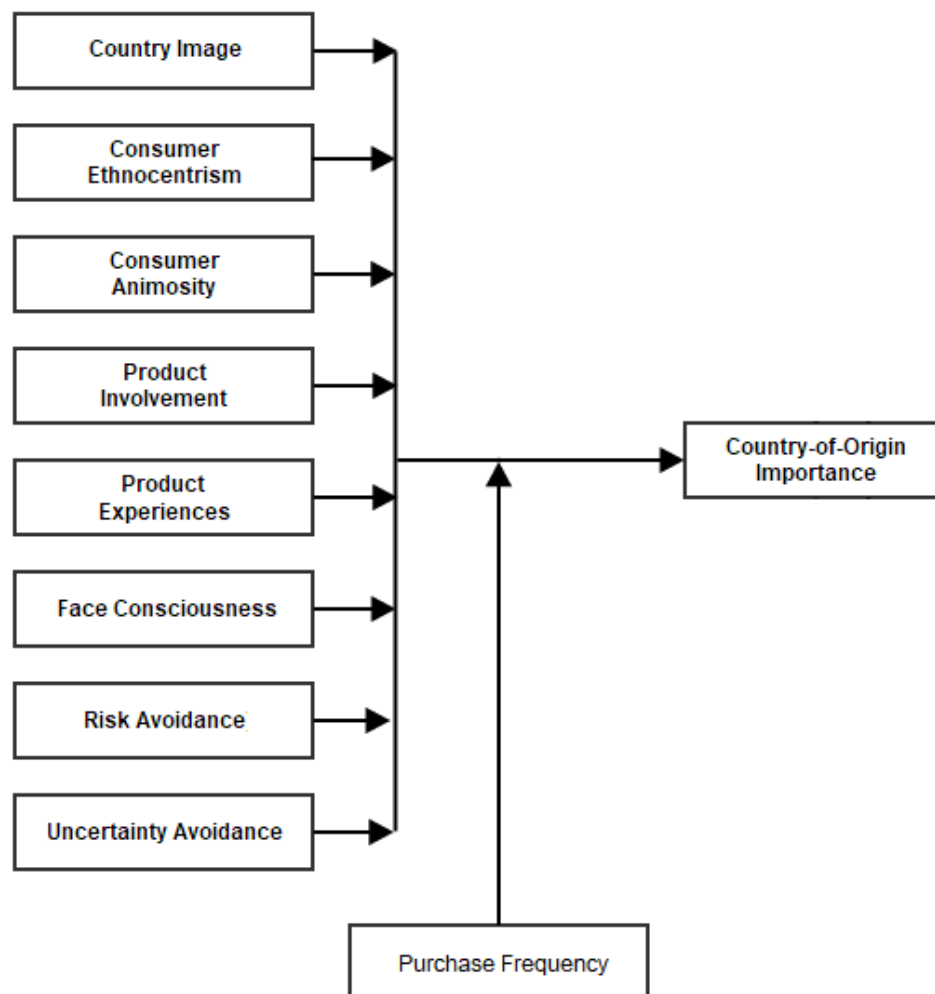 Country Image
Consumer
Ethnocentrism
Consumer
Animosity
Product
Involvement
Product
Experiences
Face Consciousness
Risk Avoidance
Uncertainty Avoidance
Country-of-Origin
Importance
Purchase Frequency